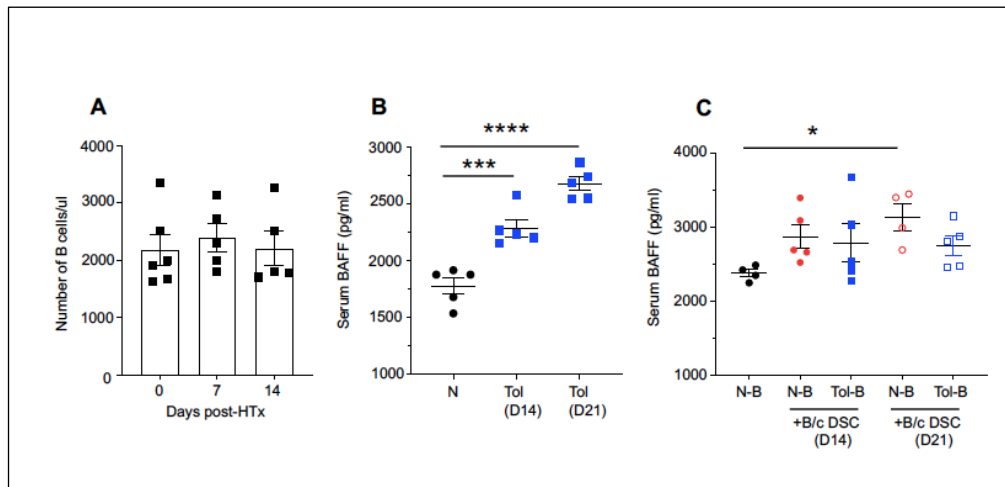 A
Number of B cells/ul
4000
3000
2000
1000
0
0 7 14
Days post-HTx
B
Serum BAFF (pg/ml)
3000
2500
2000
1500
1000
****
***
N Tol Tol
(D14) (D21)
C
Serum BAFF (pg/ml)
4000
3000
2000
1000
*
N-B N-B Tol-B N-B Tol-B
+B/c DSC +B/c DSC
(D14) (D21)